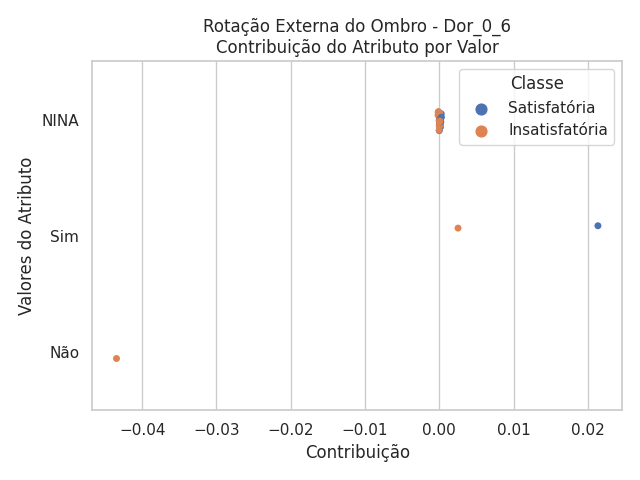 Rotação Externa do Ombro - Dor_0_6
Contribuição do Atributo por Valor
Classe
Satisfatória
Insatisfatória
Valores do Atributo
NINA
Sim
Não
−0.04
−0.03
−0.02
−0.01
0.00
0.01
0.02
Contribuição